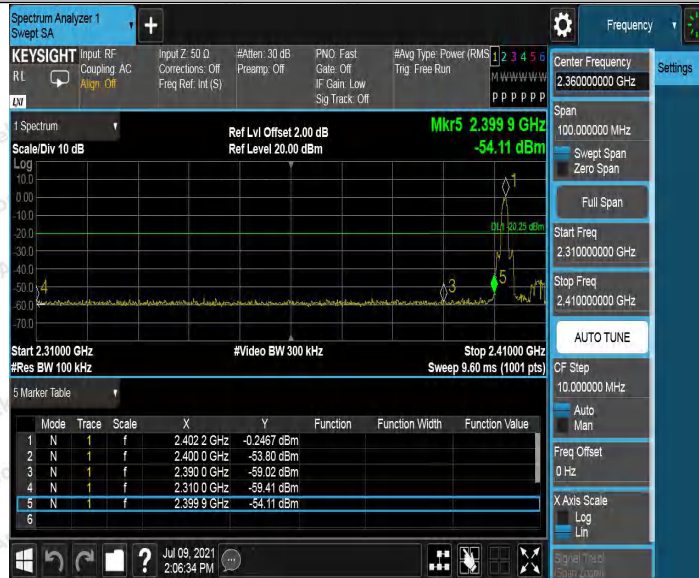 Spectrum Analyzer 1
Swept SA
+
Frequency
KEYSIGHT
RL
LXI
Input: RF
Coupling: AC
Align: Off
Input Z: 50 Ω
Corrections: Off
Freq Ref: Int (S)
#Atten: 30 dB
Preamp: Off
PNO: Fast
Gate: Off
IF Gain: Low
Sig Track: Off
#Avg Type: Power (RMS
Trig: Free Run
1 2 3 4 5 6
M W W W W W
P P P P P P
Center Frequency
2.360000000 GHz
Settings
Span
100.000000 MHz
Swept Span
Zero Span
Full Span
Start Freq
2.310000000 GHz
Stop Freq
2.410000000 GHz
AUTO TUNE
CF Step
10.000000 MHz
Auto
Man
Freq Offset
0 Hz
X Axis Scale
Log
Lin
Signal Track
(Span Zoom)
1 Spectrum
Scale/Div 10 dB
Ref Lvl Offset 2.00 dB
Ref Level 20.00 dBm
Mkr5 2.399 9 GHz
-54.11 dBm
Log
10.0
0.00
-10.0
-20.0
-30.0
-40.0
-50.0
-60.0
-70.0
1
DL1 -20.25 dBm
4
3
5
Start 2.31000 GHz
#Res BW 100 kHz
#Video BW 300 kHz
Stop 2.41000 GHz
Sweep 9.60 ms (1001 pts)
5 Marker Table
Mode Trace Scale X Y Function Function Width Function Value
1 N 1 f 2.402 2 GHz -0.2467 dBm
2 N 1 f 2.400 0 GHz -53.80 dBm
3 N 1 f 2.390 0 GHz -59.02 dBm
4 N 1 f 2.310 0 GHz -59.41 dBm
5 N 1 f 2.399 9 GHz -54.11 dBm
6
?
Jul 09, 2021
2:06:34 PM